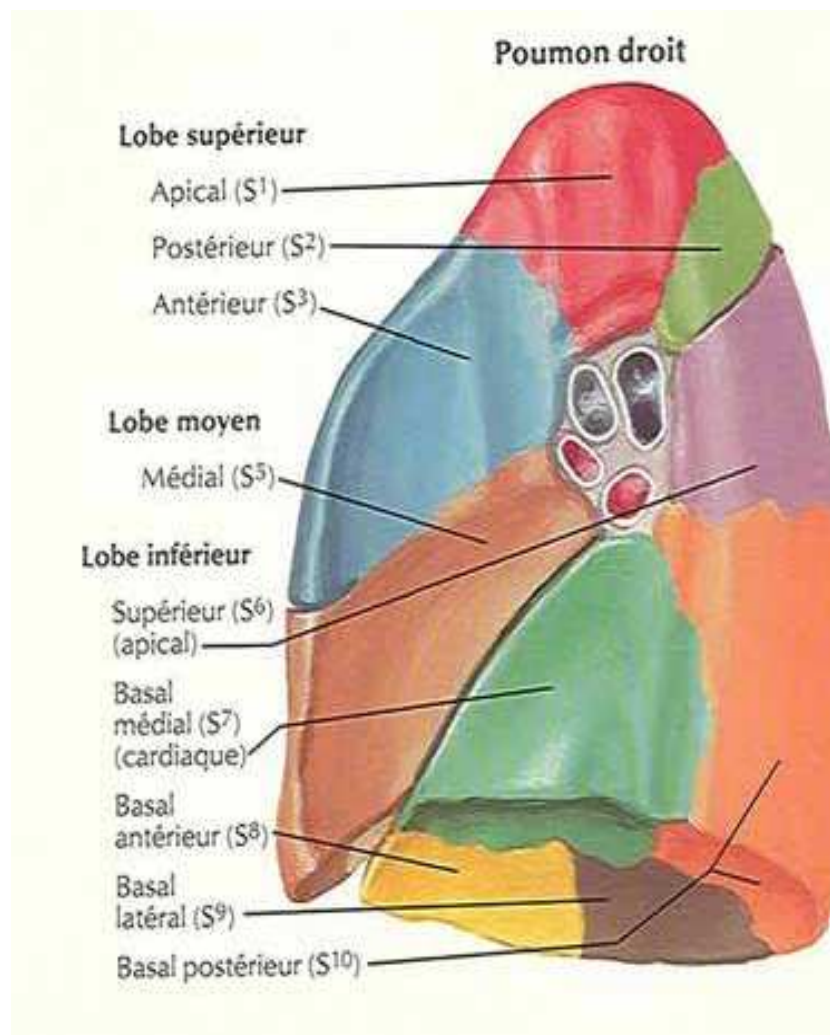 Poumon droit
Lobe supérieur
Apical (S¹)
Postérieur (S²)
Antérieur (S³)
Lobe moyen
Médial (S⁵)
Lobe inférieur
Supérieur (S⁶)
(apical)
Basal
médial (S⁷)
(cardiaque)
Basal
antérieur (S⁸)
Basal
latéral (S⁹)
Basal postérieur (S¹⁰)